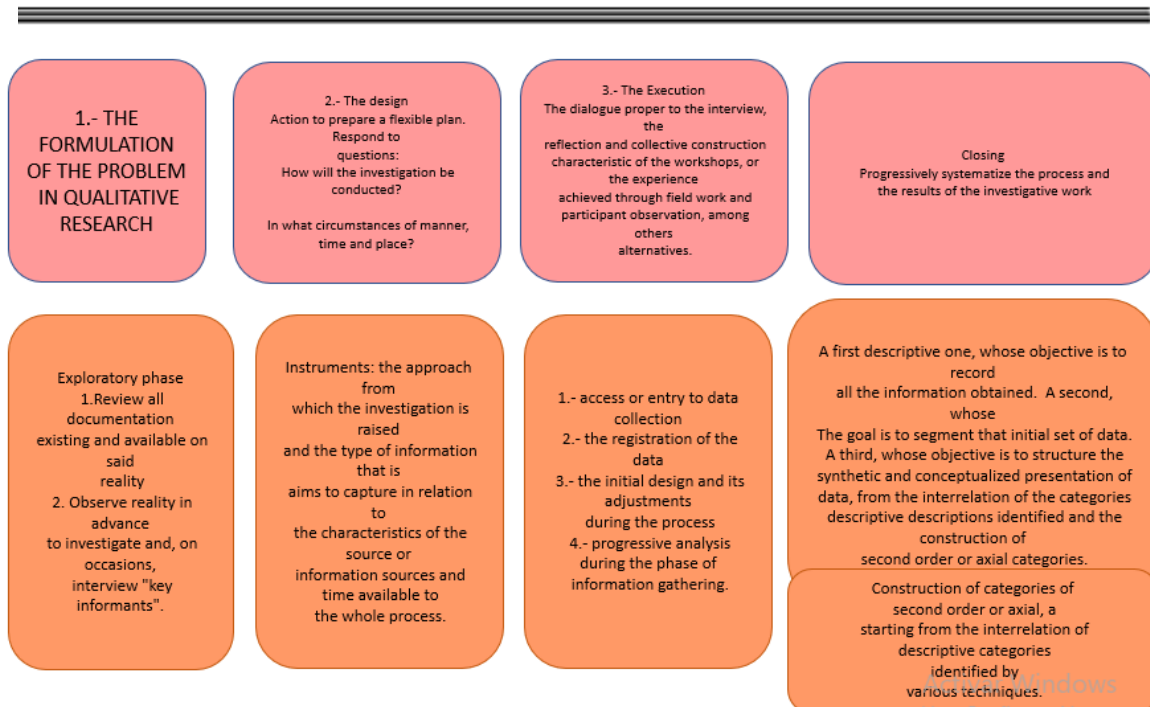 1.- THE
FORMULATION
OF THE PROBLEM
IN QUALITATIVE
RESEARCH
2.- The design
Action to prepare a flexible plan.
Respond to
questions:
How will the investigation be
conducted?
In what circumstances of manner,
time and place?
3.- The Execution
The dialogue proper to the interview,
the
reflection and collective construction
characteristic of the workshops, or
the experience
achieved through field work and
participant observation, among
others
alternatives.
Closing
Progressively systematize the process and
the results of the investigative work
Exploratory phase
1.Review all
documentation
existing and available on
said
reality
2. Observe reality in
advance
to investigate and, on
occasions,
interview "key
informants".
Instruments: the approach
from
which the investigation is
raised
and the type of information
that is
aims to capture in relation
to
the characteristics of the
source or
information sources and
time available to
the whole process.
1.- access or entry to data
collection
2.- the registration of the
data
3.- the initial design and its
adjustments
during the process
4.- progressive analysis
during the phase of
information gathering.
A first descriptive one, whose objective is to
record
all the information obtained. A second,
whose
The goal is to segment that initial set of data.
A third, whose objective is to structure the
synthetic and conceptualized presentation of
data, from the interrelation of the categories
descriptive descriptions identified and the
construction of
second order or axial categories.
Construction of categories of
second order or axial, a
starting from the interrelation of
descriptive categories
identified by
various techniques.
Activar Windows